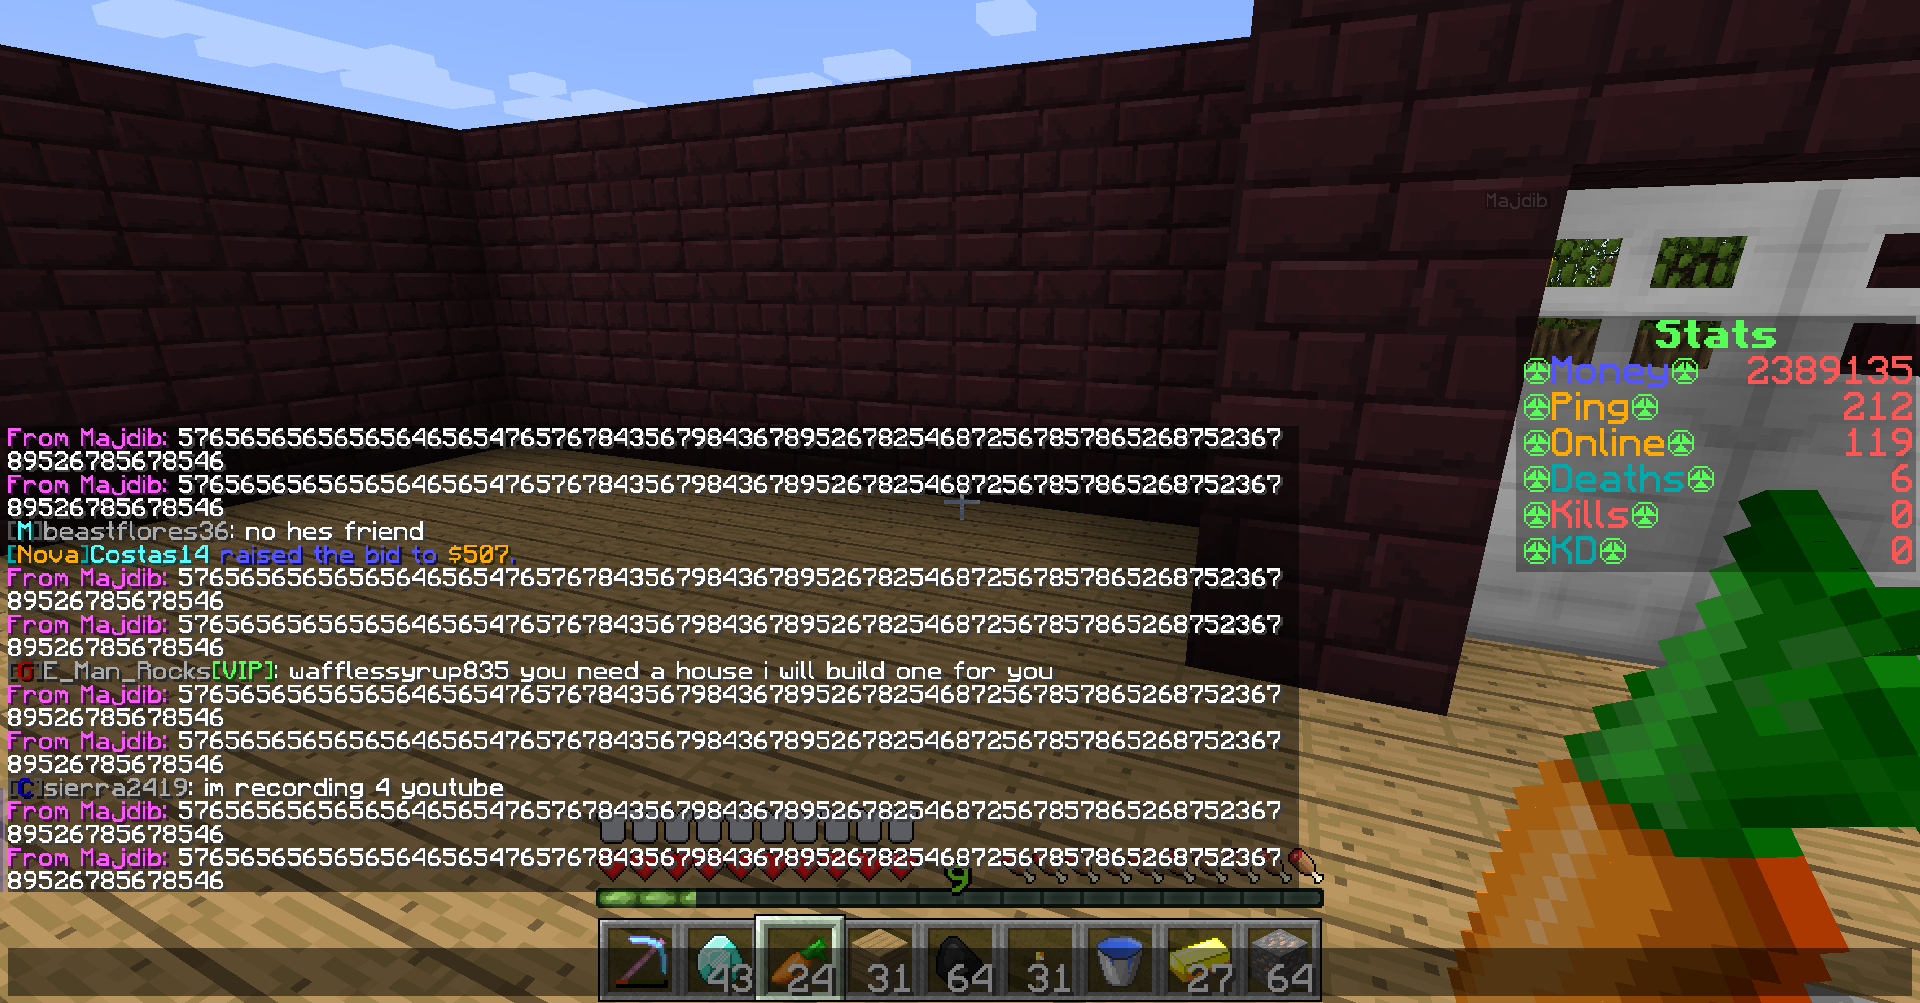 Majdib
Stats
Money 2389135
Ping 212
Online 119
Deaths 6
Kills 0
KD 0
From Majdib: 5765656565656564656547657678435679843678952678254687256785786526875236​7
89526785678546
From Majdib: 5765656565656564656547657678435679843678952678254687256785786526875236​7
89526785678546
[M]beastflores36: no hes friend
[Nova]Costas14 raised the bid to $507.
From Majdib: 5765656565656564656547657678435679843678952678254687256785786526875236​7
89526785678546
From Majdib: 5765656565656564656547657678435679843678952678254687256785786526875236​7
89526785678546
[G]E_Man_Rocks[VIP]: wafflessyrup835 you need a house i will build one for you
From Majdib: 5765656565656564656547657678435679843678952678254687256785786526875236​7
89526785678546
From Majdib: 5765656565656564656547657678435679843678952678254687256785786526875236​7
89526785678546
[C]sierra2419: im recording 4 youtube
From Majdib: 5765656565656564656547657678435679843678952678254687256785786526875236​7
89526785678546
From Majdib: 5765656565656564656547657678435679843678952678254687256785786526875236​7
89526785678546
9
43 24 31 64 31 27 64